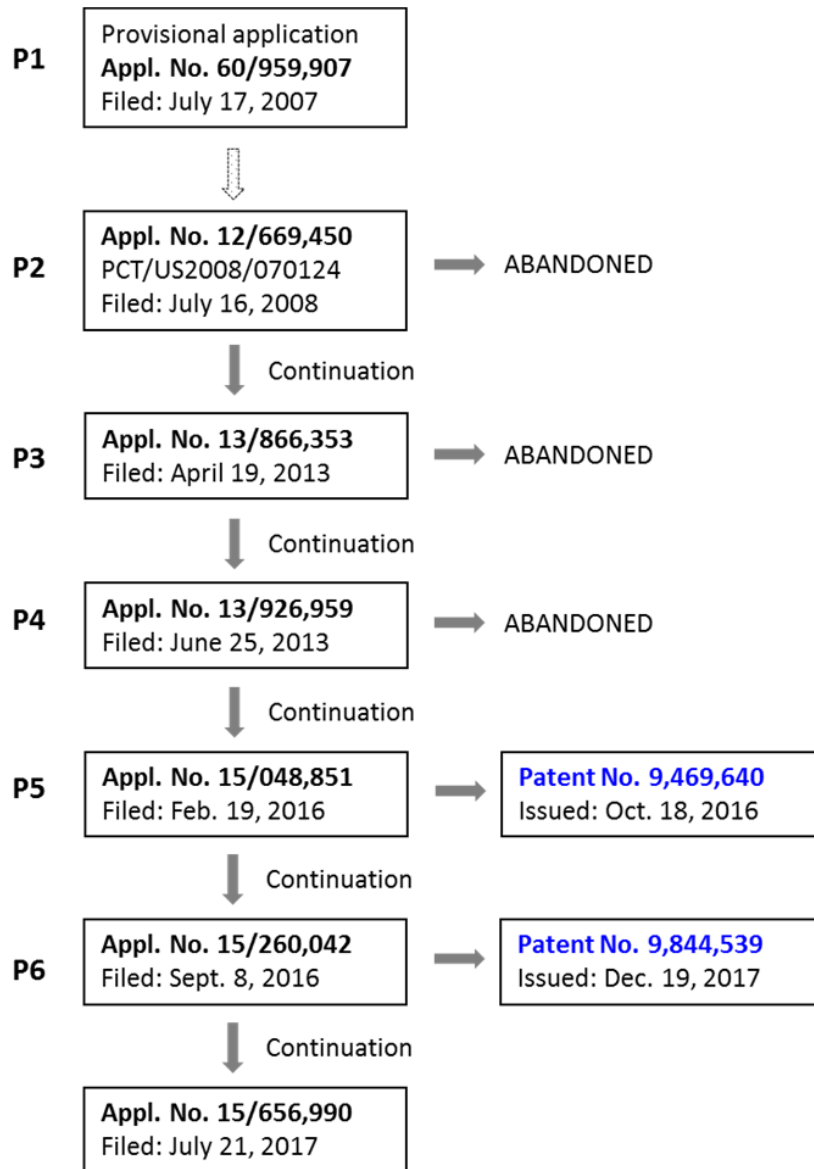 P1
Provisional application
Appl. No. 60/959,907
Filed: July 17, 2007
P2
Appl. No. 12/669,450
PCT/US2008/070124
Filed: July 16, 2008
ABANDONED
Continuation
P3
Appl. No. 13/866,353
Filed: April 19, 2013
ABANDONED
Continuation
P4
Appl. No. 13/926,959
Filed: June 25, 2013
ABANDONED
Continuation
P5
Appl. No. 15/048,851
Filed: Feb. 19, 2016
Patent No. 9,469,640
Issued: Oct. 18, 2016
Continuation
P6
Appl. No. 15/260,042
Filed: Sept. 8, 2016
Patent No. 9,844,539
Issued: Dec. 19, 2017
Continuation
Appl. No. 15/656,990
Filed: July 21, 2017